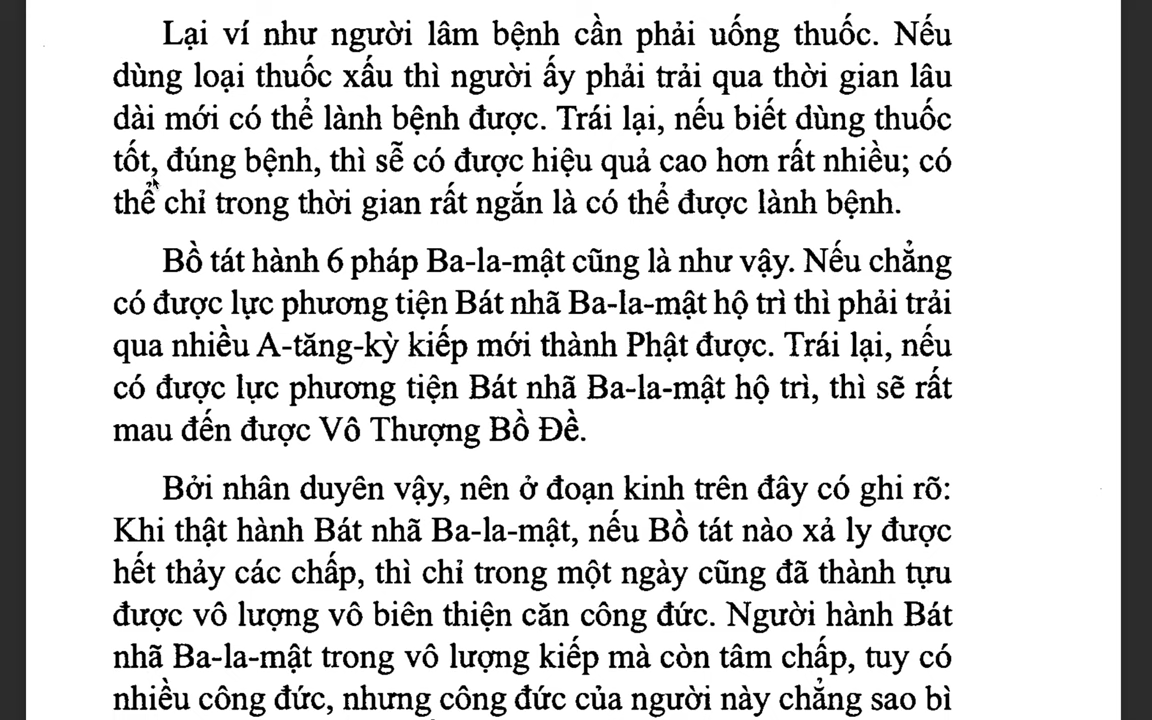 Lại ví như người lâm bệnh cần phải uống thuốc. Nếu
dùng loại thuốc xấu thì người ấy phải trải qua thời gian lâu
dài mới có thể lành bệnh được. Trái lại, nếu biết dùng thuốc
tốt, đúng bệnh, thì sễ có được hiệu quả cao hơn rất nhiều; có
thể chỉ trong thời gian rất ngắn là có thể được lành bệnh.
Bồ tát hành 6 pháp Ba-la-mật cũng là như vậy. Nếu chẳng
có được lực phương tiện Bát nhã Ba-la-mật hộ trì thì phải trải
qua nhiều A-tăng-kỳ kiếp mới thành Phật được. Trái lại, nếu
có được lực phương tiện Bát nhã Ba-la-mật hộ trì, thì sẽ rất
mau đến được Vô Thượng Bồ Đề.
Bởi nhân duyên vậy, nên ở đoạn kinh trên đây có ghi rõ:
Khi thật hành Bát nhã Ba-la-mật, nếu Bồ tát nào xả ly được
hết thảy các chấp, thì chỉ trong một ngày cũng đã thành tựu
được vô lượng vô biên thiện căn công đức. Người hành Bát
nhã Ba-la-mật trong vô lượng kiếp mà còn tâm chấp, tuy có
nhiều công đức, nhưng công đức của người này chẳng sao bì